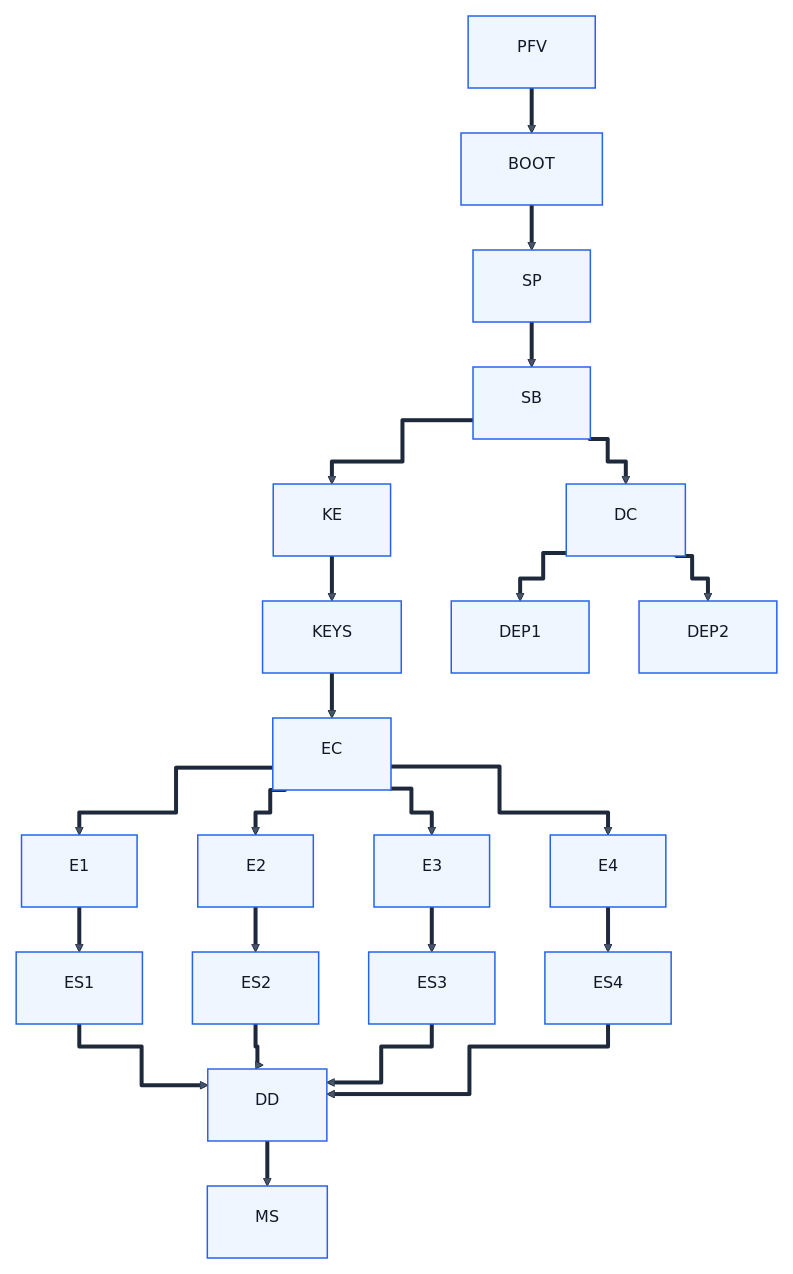 PFV
BOOT
SP
SB
KE
DC
KEYS
DEP1
DEP2
EC
E1
E2
E3
E4
ES1
ES2
ES3
ES4
DD
MS